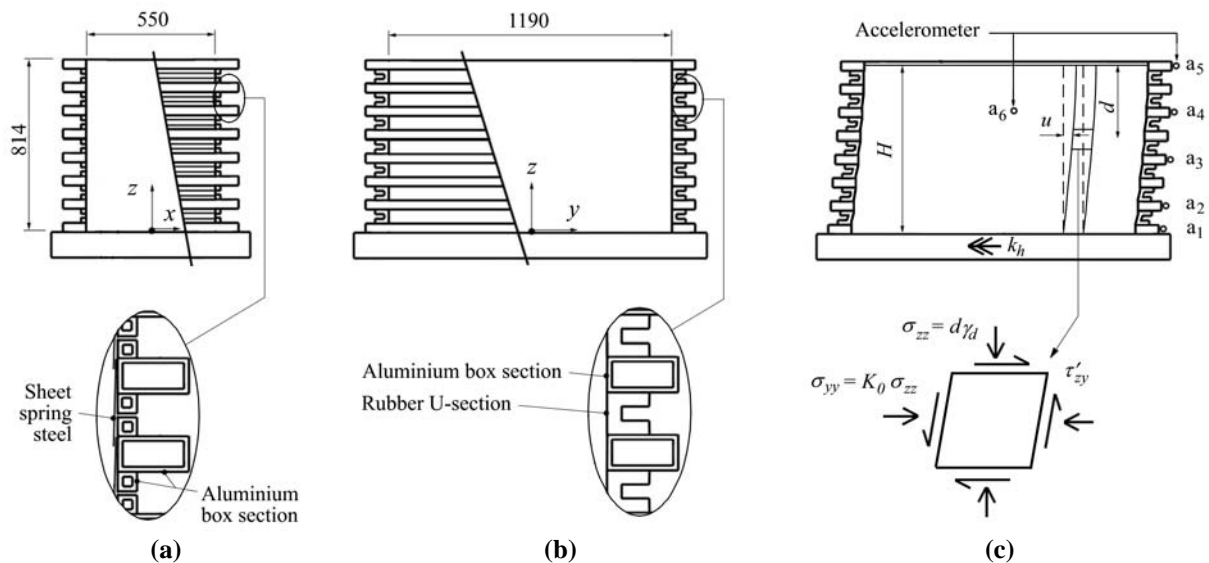 550
814
z
x
Sheet
spring
steel
Aluminium
box section
(a)
1190
z
y
Aluminium box section
Rubber U-section
(b)
Accelerometer
a5
a6
a4
u
d
H
a3
a2
a1
kh
σzz = dγd
σyy = K0 σzz
τ′zy
(c)